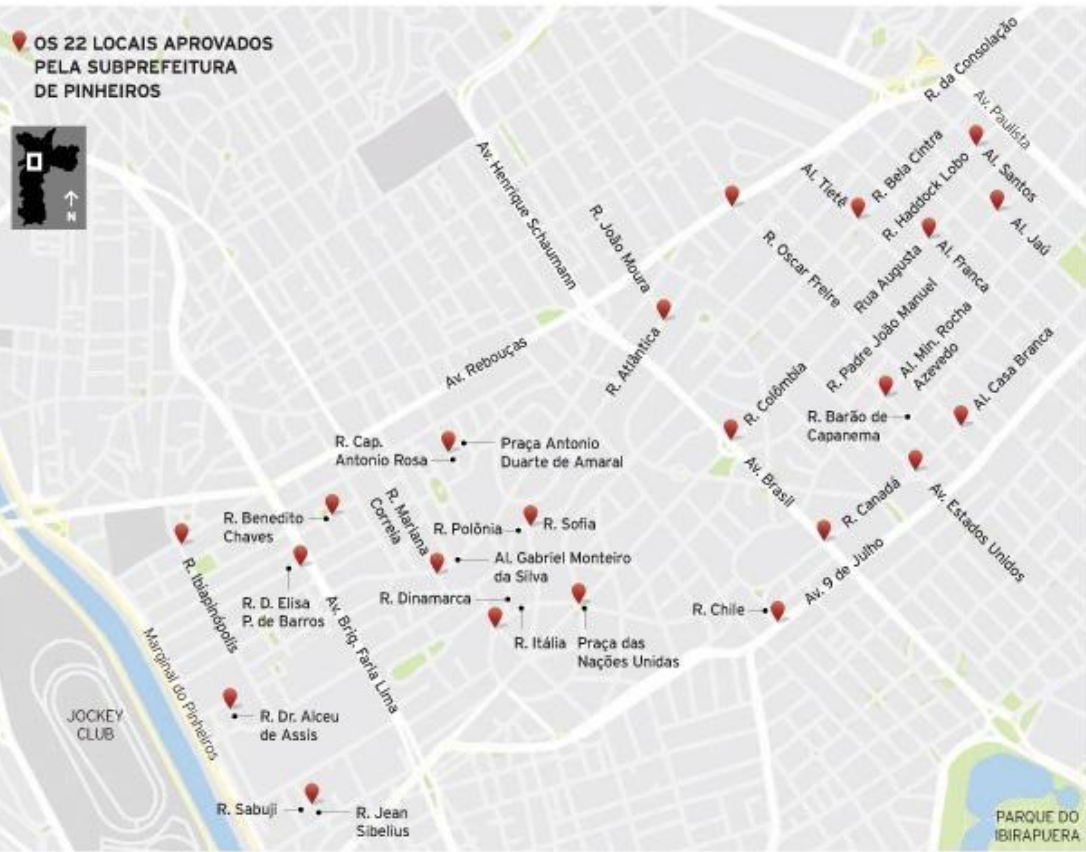 OS 22 LOCAIS APROVADOS
PELA SUBPREFEITURA
DE PINHEIROS
N
R. da Consolação
Av. Paulista
Av. Henrique Schaumann
R. João Moura
Al. Tietê
R. Bela Cintra
R. Haddock Lobo
Al. Santos
Al. Jaú
R. Oscar Freire
Rua Augusta
Al. Franca
R. Padre João Manuel
Al. Min. Rocha
Azevedo
Al. Casa Branca
Av. Rebouças
R. Atlântica
R. Colômbia
R. Barão de
Capanema
R. Cap.
Antonio Rosa
Praça Antonio
Duarte de Amaral
Av. Brasil
R. Canadá
Av. Estados Unidos
R. Benedito
Chaves
R. Mariana
Correia
R. Polônia
R. Sofia
Al. Gabriel Monteiro
da Silva
Av. 9 de Julho
R. Ibiapinópolis
R. D. Elisa
P. de Barros
Av. Brig. Faria Lima
R. Dinamarca
R. Itália
Praça das
Nações Unidas
R. Chile
Marginal do Pinheiros
JOCKEY
CLUB
R. Dr. Alceu
de Assis
R. Sabuji
R. Jean
Sibelius
PARQUE DO
IBIRAPUERA